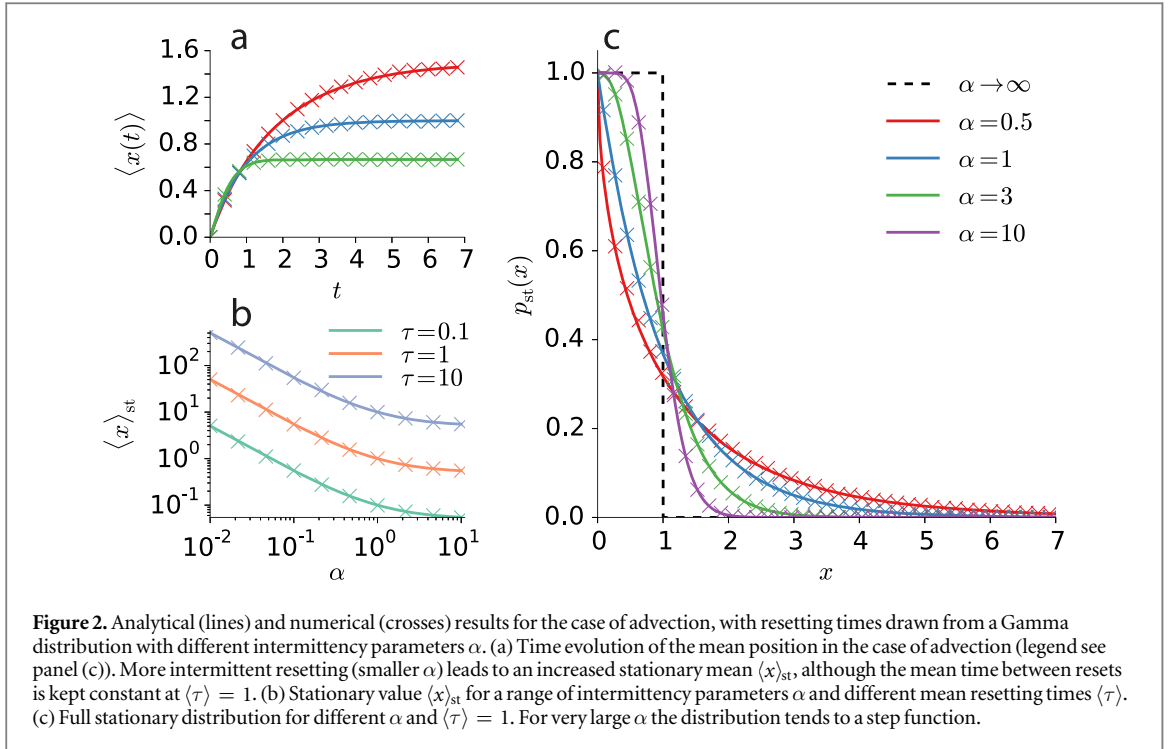 a
1.6
1.2
0.8
0.4
0.0
⟨x(t)⟩
0 1 2 3 4 5 6 7
t
b
τ=0.1
τ=1
τ=10
10²
10¹
10⁰
10⁻¹
⟨x⟩st
10⁻² 10⁻¹ 10⁰ 10¹
α
c
1.0
0.8
0.6
0.4
0.2
0.0
pst(x)
0 1 2 3 4 5 6 7
x
α→∞
α=0.5
α=1
α=3
α=10
Figure 2. Analytical (lines) and numerical (crosses) results for the case of advection, with resetting times drawn from a Gamma
distribution with different intermittency parameters α. (a) Time evolution of the mean position in the case of advection (legend see
panel (c)). More intermittent resetting (smaller α) leads to an increased stationary mean ⟨x⟩st, although the mean time between resets
is kept constant at ⟨τ⟩ = 1. (b) Stationary value ⟨x⟩st for a range of intermittency parameters α and different mean resetting times ⟨τ⟩.
(c) Full stationary distribution for different α and ⟨τ⟩ = 1. For very large α the distribution tends to a step function.